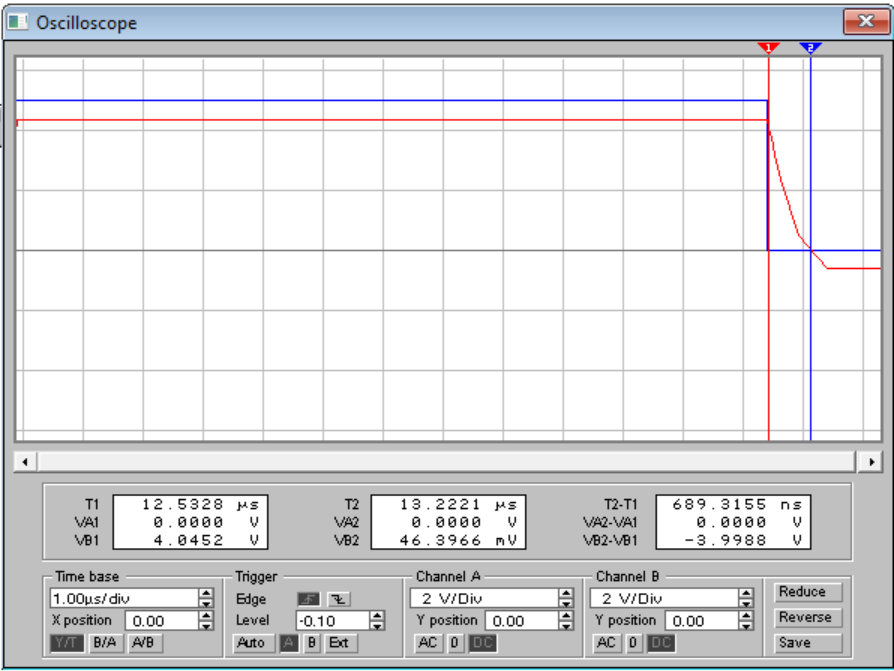 Oscilloscope
1 2
T1 12.5328 µs T2 13.2221 µs T2-T1 689.3155 ns
VA1 0.0000 V VA2 0.0000 V VA2-VA1 0.0000 V
VB1 4.0452 V VB2 46.3966 mV VB2-VB1 -3.9988 V
Time base Trigger Channel A Channel B
1.00µs/div Edge 2 V/Div 2 V/Div Reduce
X position 0.00 Level -0.10 Y position 0.00 Y position 0.00 Reverse
Y/T B/A A/B Auto A B Ext AC 0 DC AC 0 DC Save